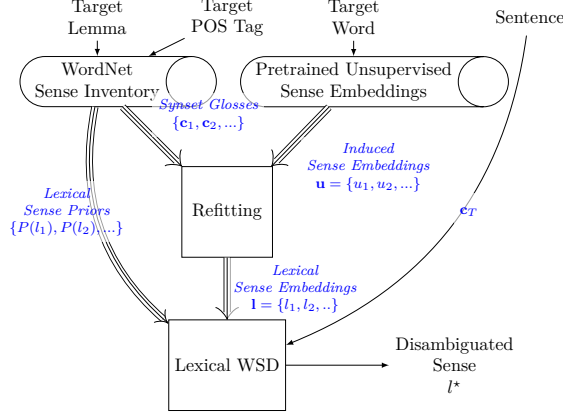 Target
Lemma
Target
POS Tag
Target
Word
Sentence
WordNet
Sense Inventory
Pretrained Unsupervised
Sense Embeddings
Synset Glosses
{c₁, c₂, ...}
Induced
Sense Embeddings
u = {u₁, u₂, ...}
Lexical
Sense Priors
{P(l₁), P(l₂), ...}
Refitting
c_T
Lexical
Sense Embeddings
l = {l₁, l₂, ..}
Lexical WSD
Disambiguated
Sense
l⋆